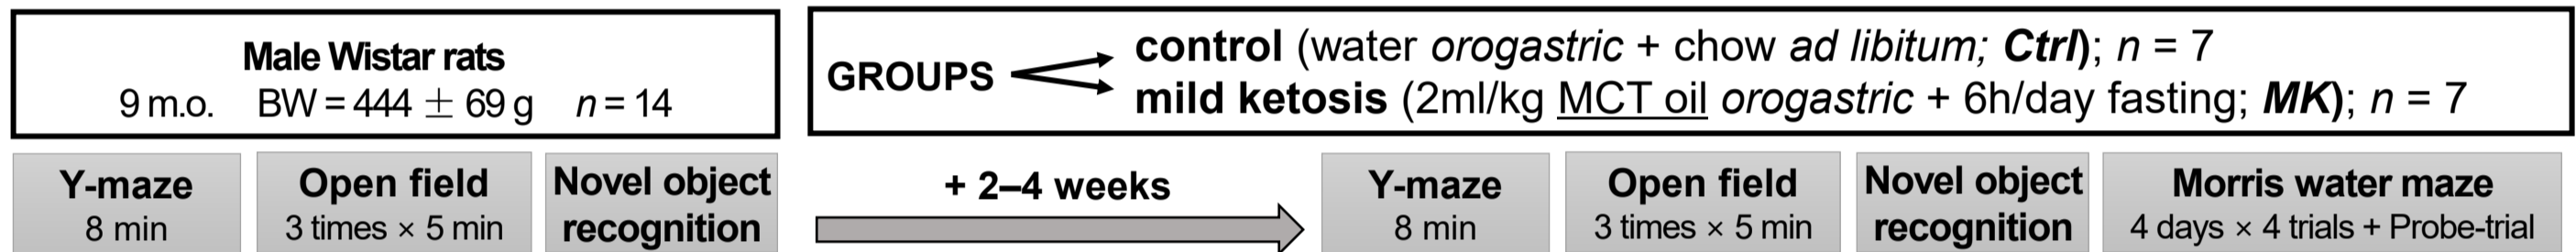 Male Wistar rats
9 m.o. BW = 444 ± 69 g n = 14
GROUPS
control (water orogastric + chow ad libitum; Ctrl); n = 7
mild ketosis (2ml/kg MCT oil orogastric + 6h/day fasting; MK); n = 7
Y-maze
8 min
Open field
3 times × 5 min
Novel object
recognition
+ 2–4 weeks
Y-maze
8 min
Open field
3 times × 5 min
Novel object
recognition
Morris water maze
4 days × 4 trials + Probe-trial